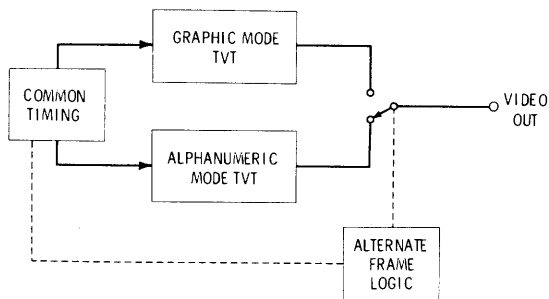 GRAPHIC MODE
TVT
COMMON
TIMING
VIDEO
OUT
ALPHANUMERIC
MODE TVT
ALTERNATE
FRAME
LOGIC